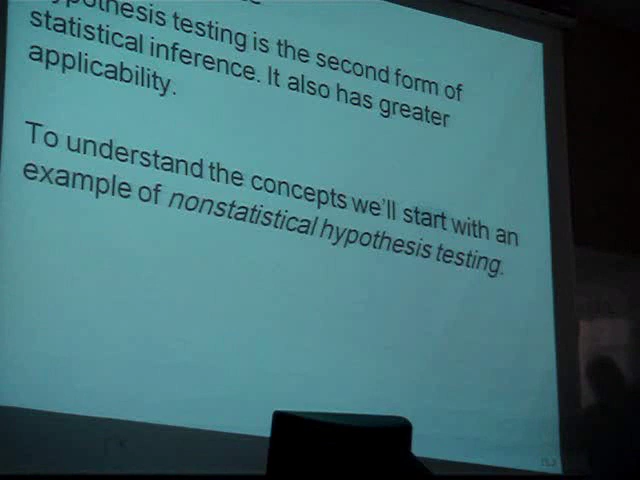 hypothesis testing is the second form of
statistical inference. It also has greater
applicability.
To understand the concepts we'll start with an
example of nonstatistical hypothesis testing.